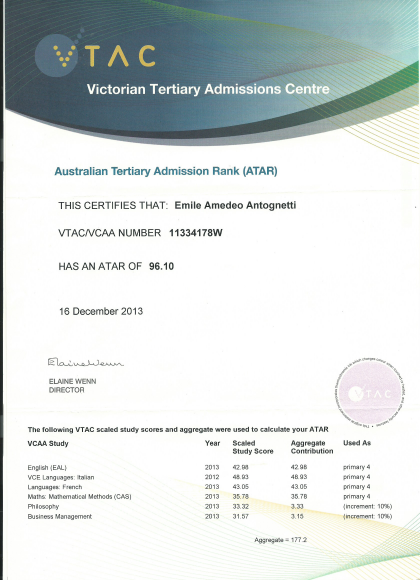 VTAC
Victorian Tertiary Admissions Centre
Australian Tertiary Admission Rank (ATAR)
THIS CERTIFIES THAT: Emile Amedeo Antognetti
VTAC/VCAA NUMBER 11334178W
HAS AN ATAR OF 96.10
16 December 2013
Elaine Wenn
ELAINE WENN
DIRECTOR
VTAC
The following VTAC scaled study scores and aggregate were used to calculate your ATAR
VCAA Study Year Scaled Study Score Aggregate Contribution Used As
English (EAL) 2013 42.98 42.98 primary 4
VCE Languages: Italian 2012 48.93 48.93 primary 4
Languages: French 2013 43.05 43.05 primary 4
Maths: Mathematical Methods (CAS) 2013 35.78 35.78 primary 4
Philosophy 2013 33.32 3.33 (increment: 10%)
Business Management 2013 31.57 3.15 (increment: 10%)
Aggregate = 177.2